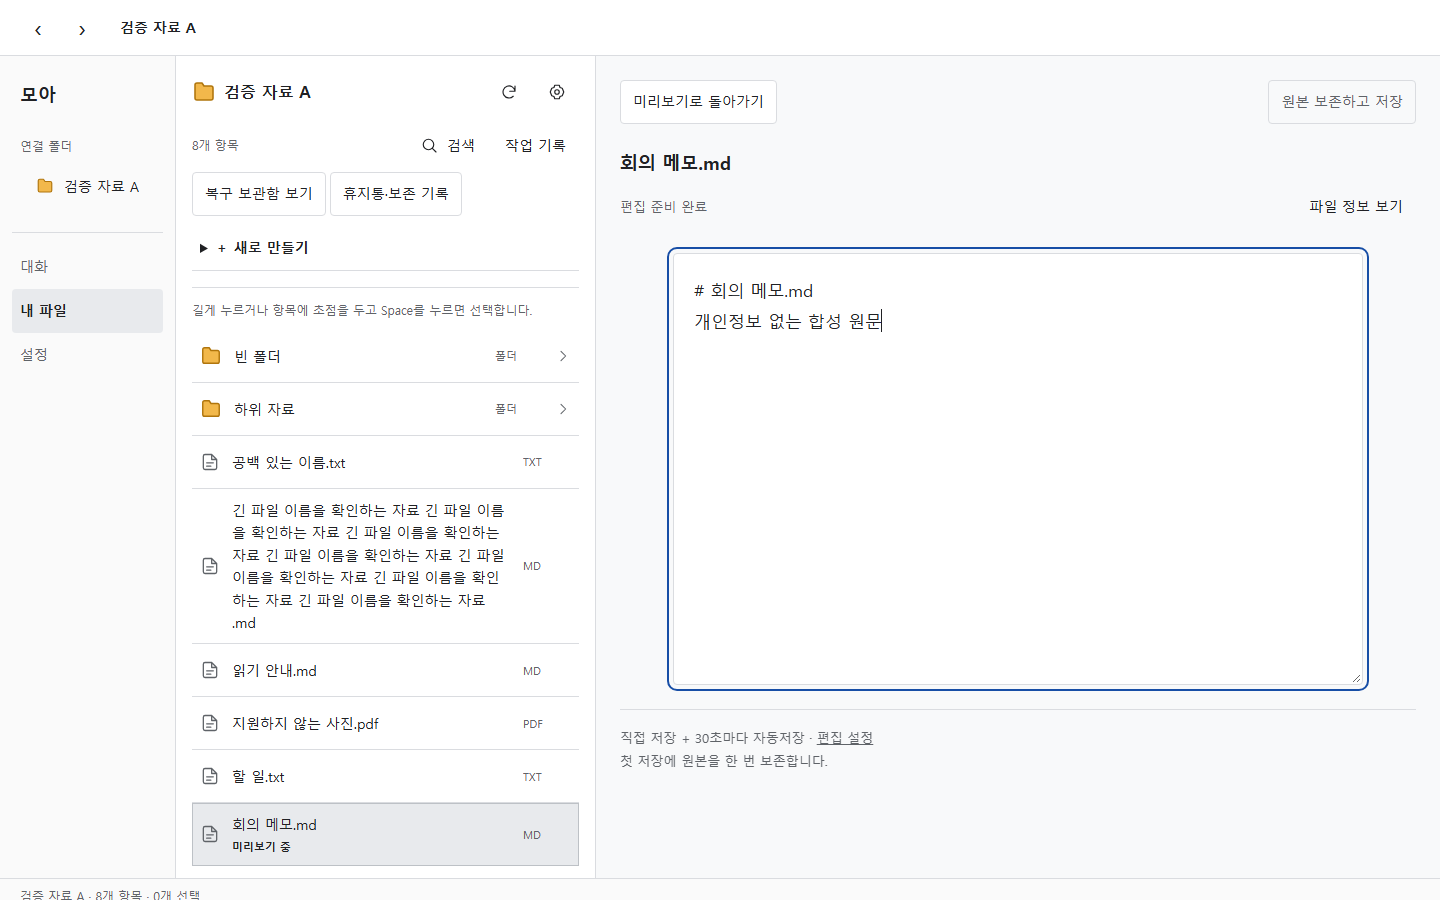 검증 자료 A
모아
연결 폴더
검증 자료 A
대화
내 파일
설정
검증 자료 A
8개 항목
검색
작업 기록
복구 보관함 보기
휴지통·보존 기록
+ 새로 만들기
길게 누르거나 항목에 초점을 두고 Space를 누르면 선택합니다.
빈 폴더 폴더
하위 자료 폴더
공백 있는 이름.txt TXT
긴 파일 이름을 확인하는 자료 긴 파일 이름
을 확인하는 자료 긴 파일 이름을 확인하는
자료 긴 파일 이름을 확인하는 자료 긴 파일
이름을 확인하는 자료 긴 파일 이름을 확인
하는 자료 긴 파일 이름을 확인하는 자료
.md
MD
읽기 안내.md MD
지원하지 않는 사진.pdf PDF
할 일.txt TXT
회의 메모.md MD
미리보기 중
미리보기로 돌아가기
원본 보존하고 저장
회의 메모.md
편집 준비 완료
파일 정보 보기
# 회의 메모.md
개인정보 없는 합성 원문
직접 저장 + 30초마다 자동저장 · 편집 설정
첫 저장에 원본을 한 번 보존합니다.
검증 자료 A · 8개 항목 · 0개 선택